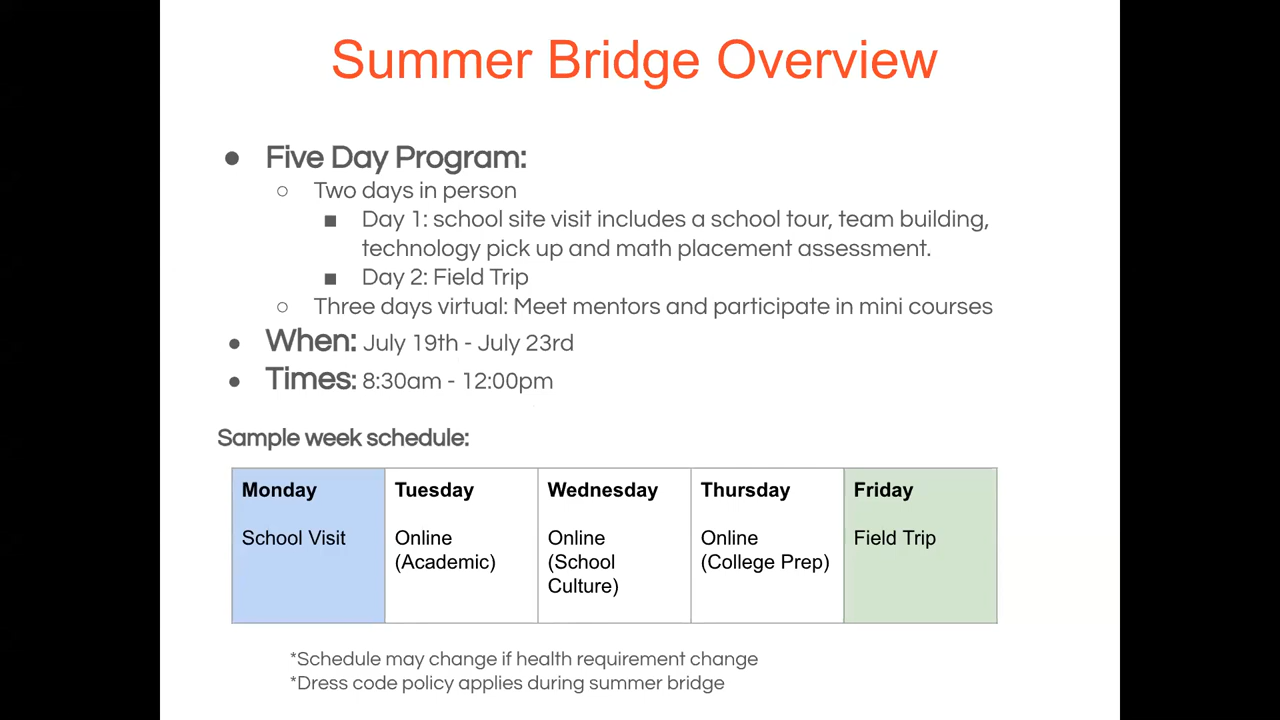 Summer Bridge Overview
● Five Day Program:
○ Two days in person
■ Day 1: school site visit includes a school tour, team building,
technology pick up and math placement assessment.
■ Day 2: Field Trip
○ Three days virtual: Meet mentors and participate in mini courses
● When: July 19th - July 23rd
● Times: 8:30am - 12:00pm
Sample week schedule:
Monday
School Visit
Tuesday
Online
(Academic)
Wednesday
Online
(School
Culture)
Thursday
Online
(College Prep)
Friday
Field Trip
*Schedule may change if health requirement change
*Dress code policy applies during summer bridge